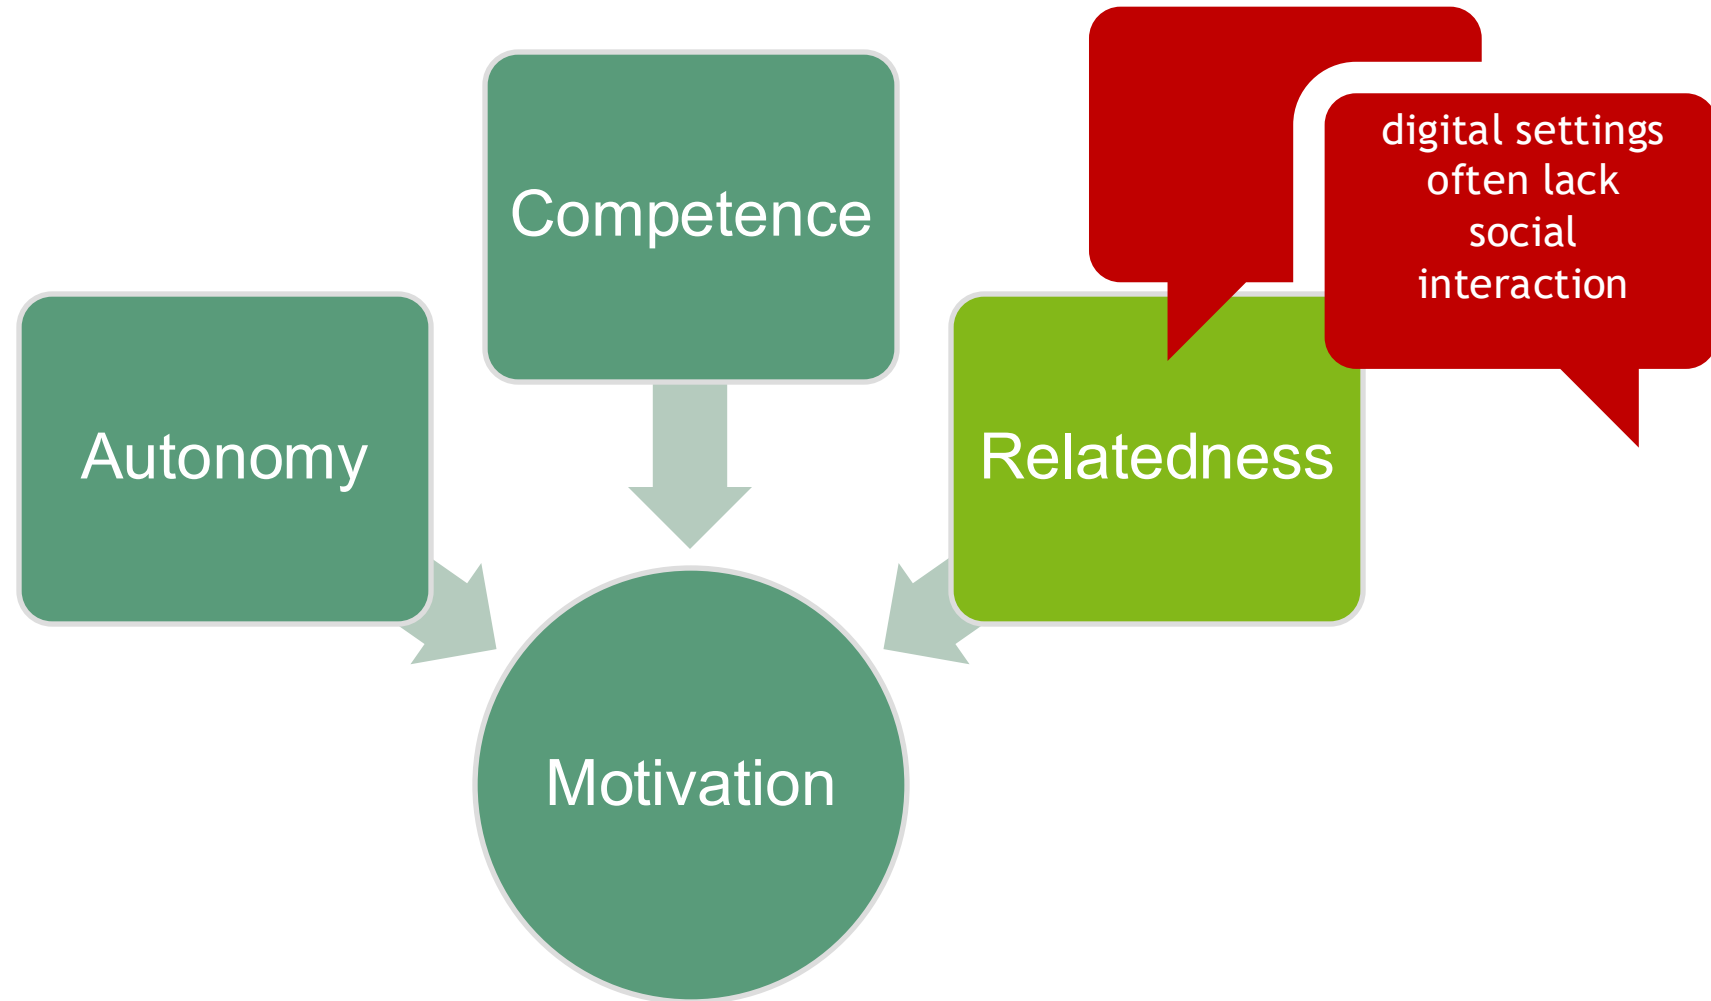 Competence
digital settings
often lack
social
interaction
Autonomy
Relatedness
Motivation